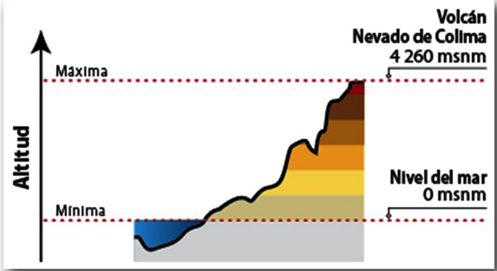 Volcán
Nevado de Colima
4 260 msnm
Máxima
Altitud
Nivel del mar
0 msnm
Mínima